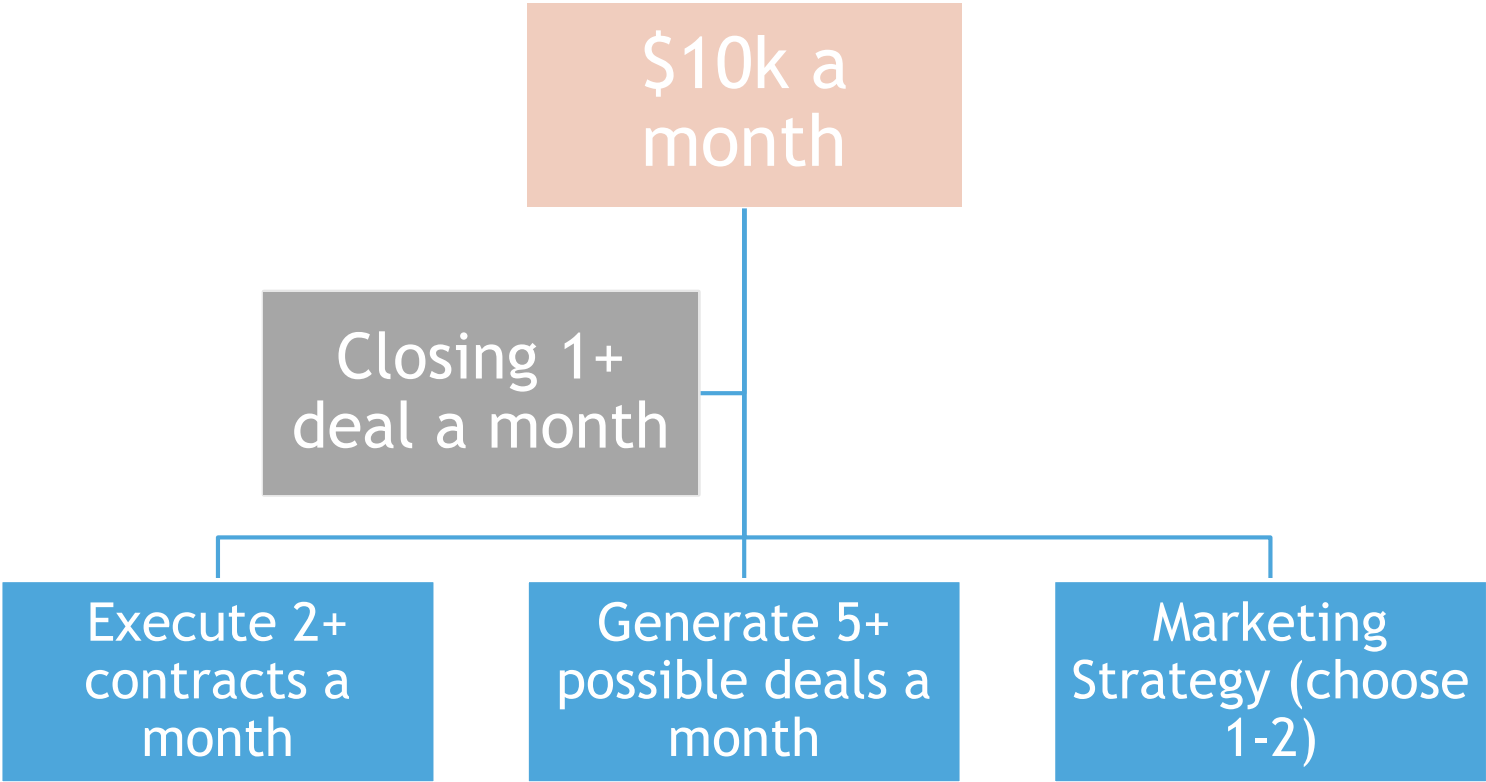 $10k a
month
Closing 1+
deal a month
Execute 2+
contracts a
month
Generate 5+
possible deals a
month
Marketing
Strategy (choose
1-2)